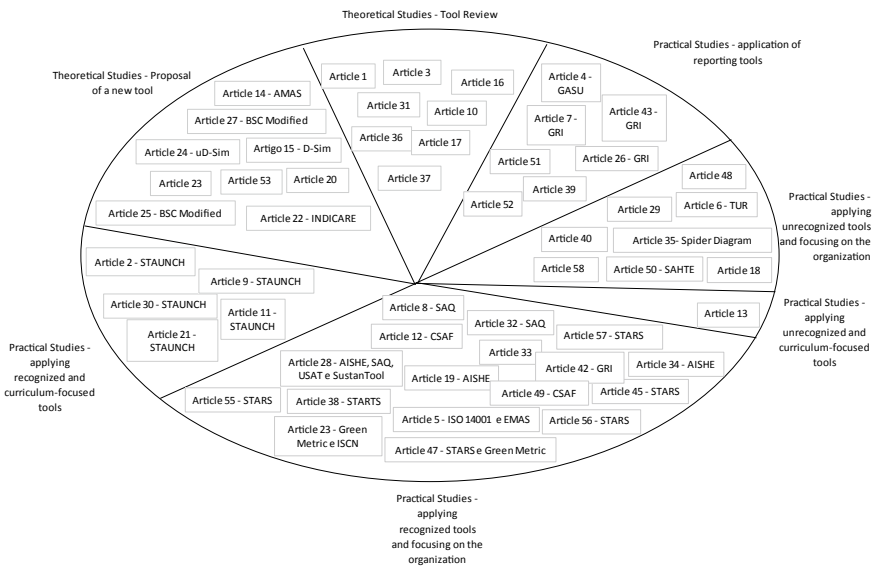 Theoretical Studies - Tool Review
Theoretical Studies - Proposal
of a new tool
Practical Studies - application of
reporting tools
Article 14 - AMAS
Article 27 - BSC Modified
Article 24 - uD-Sim
Artigo 15 - D-Sim
Article 23
Article 53
Article 20
Article 25 - BSC Modified
Article 22 - INDICARE
Article 1
Article 3
Article 16
Article 31
Article 10
Article 36
Article 17
Article 37
Article 4 -
GASU
Article 43 -
GRI
Article 7 -
GRI
Article 26 - GRI
Article 51
Article 39
Article 52
Article 48
Article 29
Article 6 - TUR
Article 40
Article 35- Spider Diagram
Article 58
Article 50 - SAHTE
Article 18
Practical Studies -
applying
unrecognized tools
and focusing on the
organization
Article 13
Practical Studies -
applying
unrecognized and
curriculum-focused
tools
Article 2 - STAUNCH
Article 9 - STAUNCH
Article 30 - STAUNCH
Article 11 -
STAUNCH
Article 21 -
STAUNCH
Practical Studies -
applying
recognized and
curriculum-focused
tools
Article 8 - SAQ
Article 32 - SAQ
Article 12 - CSAF
Article 57 - STARS
Article 33
Article 28 - AISHE, SAQ,
USAT e SustanTool
Article 42 - GRI
Article 34 - AISHE
Article 19 - AISHE
Article 49 - CSAF
Article 45 - STARS
Article 55 - STARS
Article 38 - STARTS
Article 5 - ISO 14001 e EMAS
Article 56 - STARS
Article 23 - Green
Metric e ISCN
Article 47 - STARS e Green Metric
Practical Studies -
applying
recognized tools
and focusing on the
organization